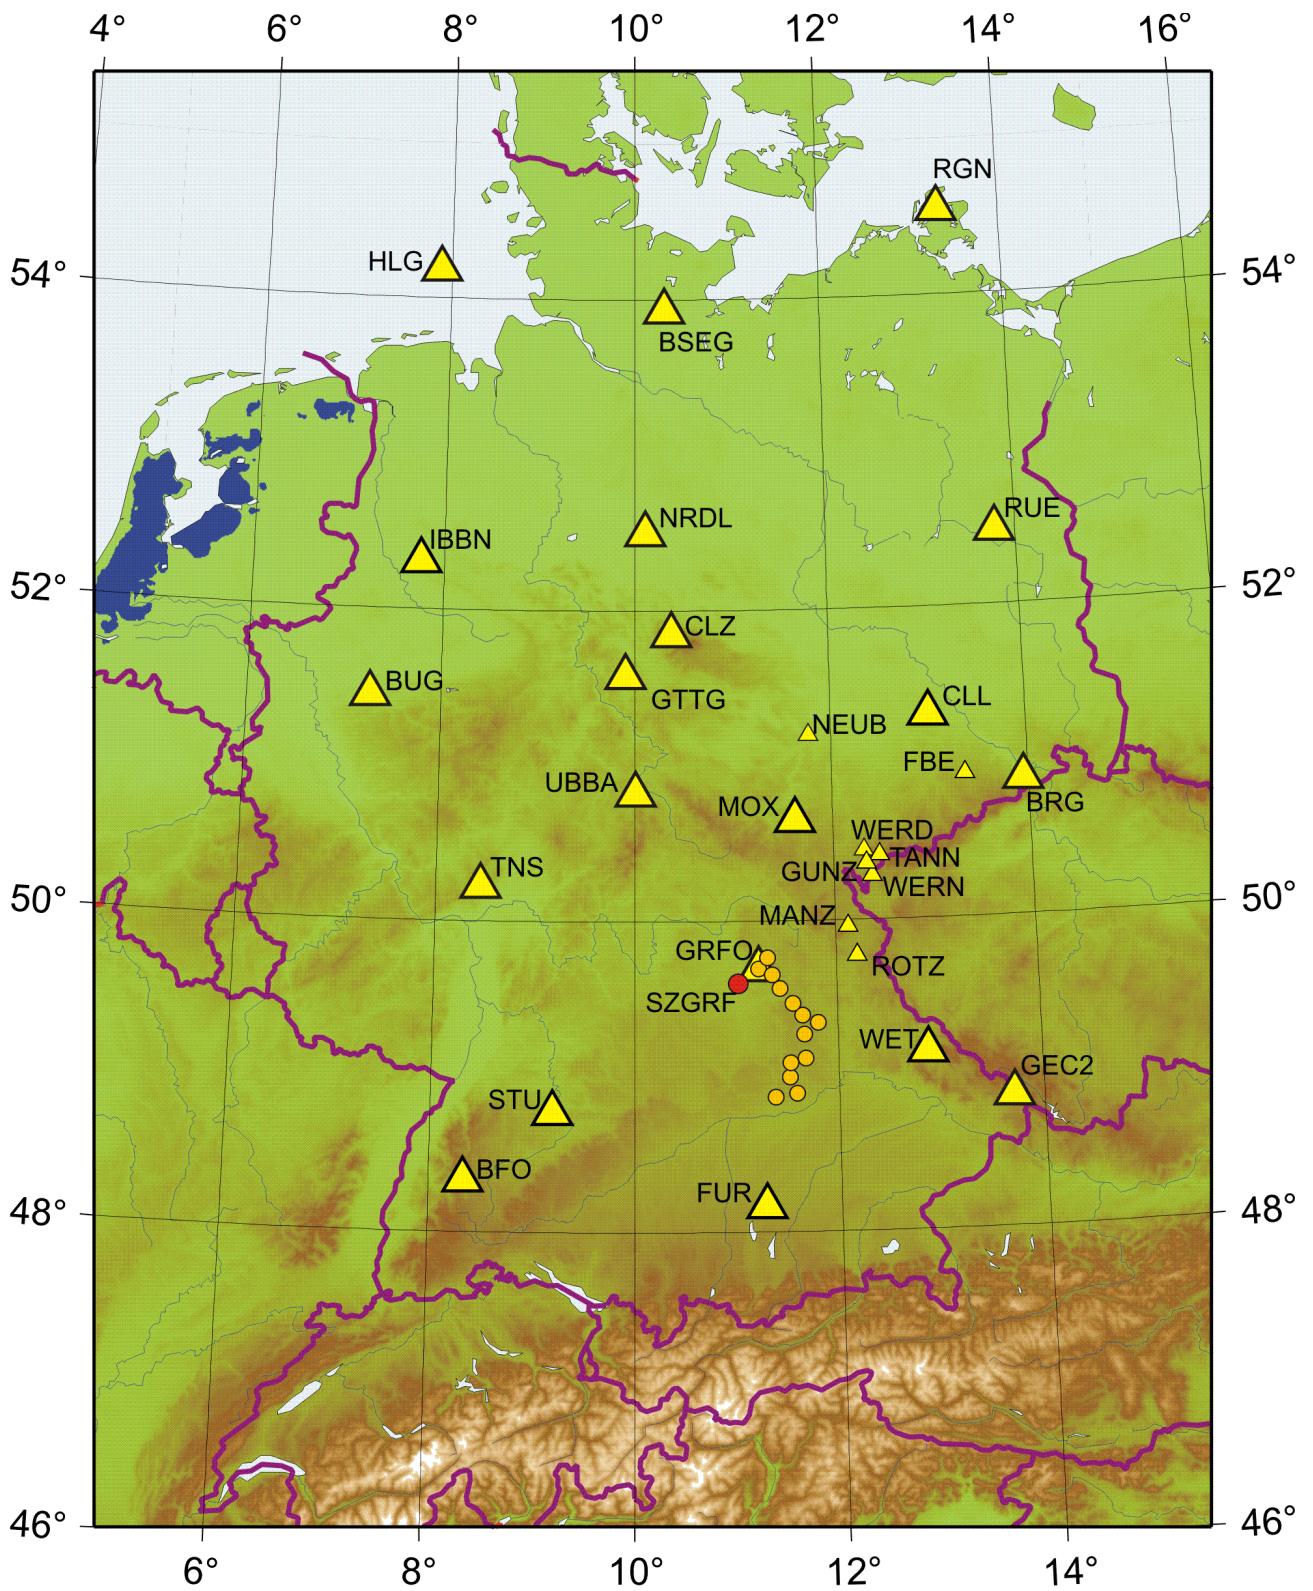 4° 6° 8° 10° 12° 14° 16°
RGN
HLG
54° 54°
BSEG
RUE
NRDL
IBBN
52° 52°
CLZ
BUG
CLL
GTTG
NEUB
FBE
UBBA
BRG
MOX
WERD
TANN
TNS
GUNZ
WERN
50° 50°
MANZ
GRFO
ROTZ
SZGRF
WET
GEC2
STU
BFO
FUR
48° 48°
46° 46°
6° 8° 10° 12° 14°